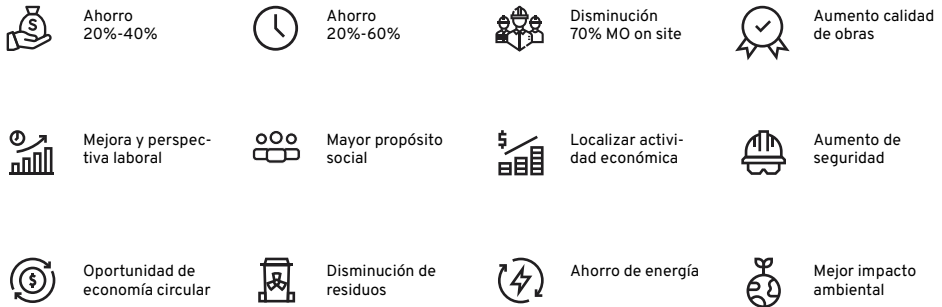 Ahorro
20%-40%
Ahorro
20%-60%
Disminución
70% MO on site
Aumento calidad
de obras
Mejora y perspec-
tiva laboral
Mayor propósito
social
Localizar activi-
dad económica
Aumento de
seguridad
Oportunidad de
economía circular
Disminución de
residuos
Ahorro de energía
Mejor impacto
ambiental